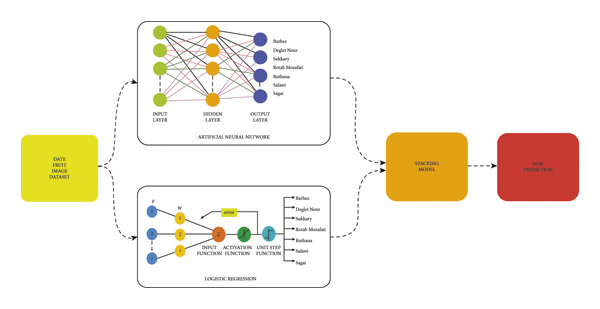 DATE
FRUIT
IMAGE
DATASET
INPUT
LAYER
HIDDEN
LAYER
OUTPUT
LAYER
Barhee
Deglet Nour
Sukkary
Rotab Mozafati
Ruthana
Safawi
Sagai
ARTIFICIAL NEURAL NETWORK
F
W
error
INPUT
FUNCTION
ACTIVATION
FUNCTION
UNIT STEP
FUNCTION
Barhee
Deglet Nour
Sukkary
Rotab Mozafati
Ruthana
Safawi
Sagai
LOGISTIC REGRESSION
STACKING
MODEL
PREDICTION